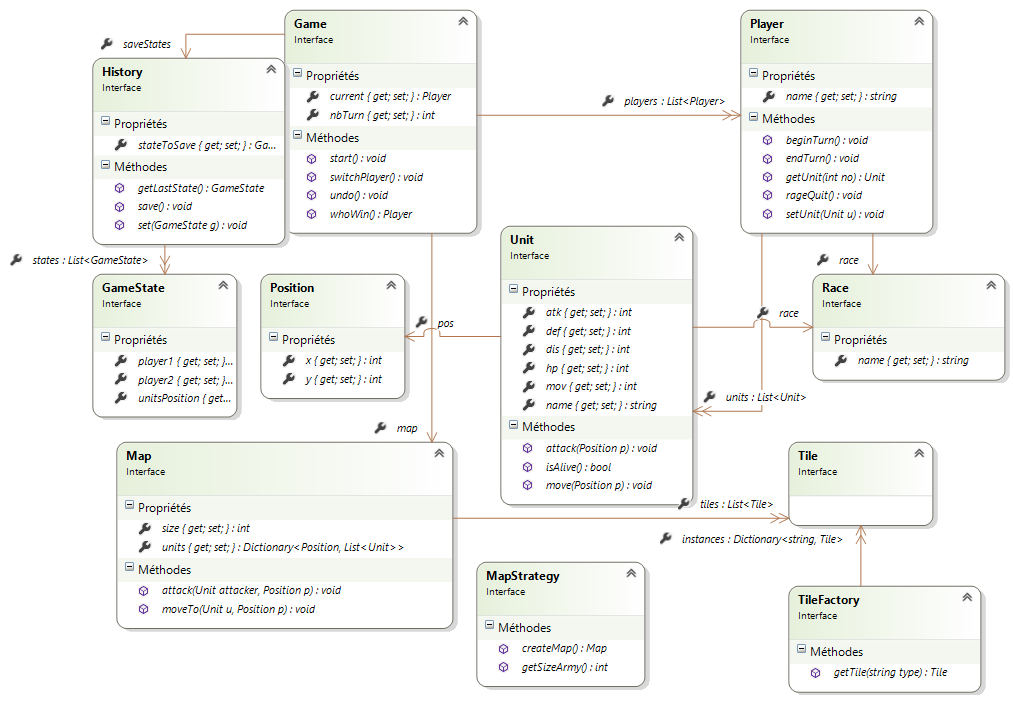 Game
Interface
Propriétés
current { get; set; } : Player
nbTurn { get; set; } : int
Méthodes
start() : void
switchPlayer() : void
undo() : void
whoWin() : Player
Player
Interface
Propriétés
name { get; set; } : string
Méthodes
beginTurn() : void
endTurn() : void
getUnit(int no) : Unit
rageQuit() : void
setUnit(Unit u) : void
saveStates
players : List<Player>
History
Interface
Propriétés
stateToSave { get; set; } : Ga...
Méthodes
getLastState() : GameState
save() : void
set(GameState g) : void
states : List<GameState>
race
GameState
Interface
Propriétés
player1 { get; set; }...
player2 { get; set; }...
unitsPosition { get...
Position
Interface
Propriétés
x { get; set; } : int
y { get; set; } : int
pos
Unit
Interface
Propriétés
atk { get; set; } : int
def { get; set; } : int
dis { get; set; } : int
hp { get; set; } : int
mov { get; set; } : int
name { get; set; } : string
Méthodes
attack(Position p) : void
isAlive() : bool
move(Position p) : void
race
Race
Interface
Propriétés
name { get; set; } : string
units : List<Unit>
map
Map
Interface
Propriétés
size { get; set; } : int
units { get; set; } : Dictionary<Position, List<Unit>>
Méthodes
attack(Unit attacker, Position p) : void
moveTo(Unit u, Position p) : void
tiles : List<Tile>
Tile
Interface
instances : Dictionary<string, Tile>
MapStrategy
Interface
Méthodes
createMap() : Map
getSizeArmy() : int
TileFactory
Interface
Méthodes
getTile(string type) : Tile